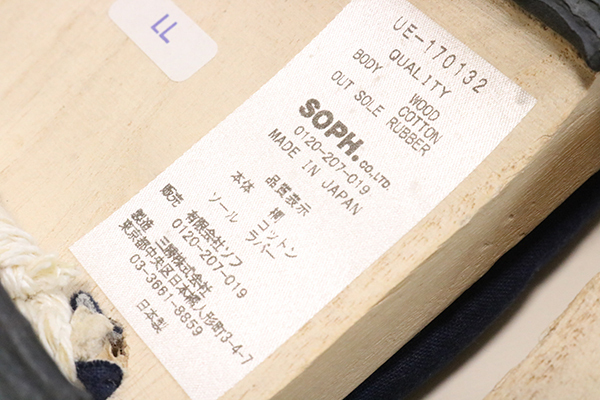 LL
UE-170132
QUALITY
BODY WOOD
COTTON
OUT SOLE RUBBER
SOPH.CO.LTD.
0120-207-019
MADE IN JAPAN
品質表示
本体 桐
コットン
ソール ラバー
販売: 有限会社ソフ
0120-207-019
製造: 三勝株式会社
東京都中央区日本橋人形町3-4-7
03-3661-8859
日本製